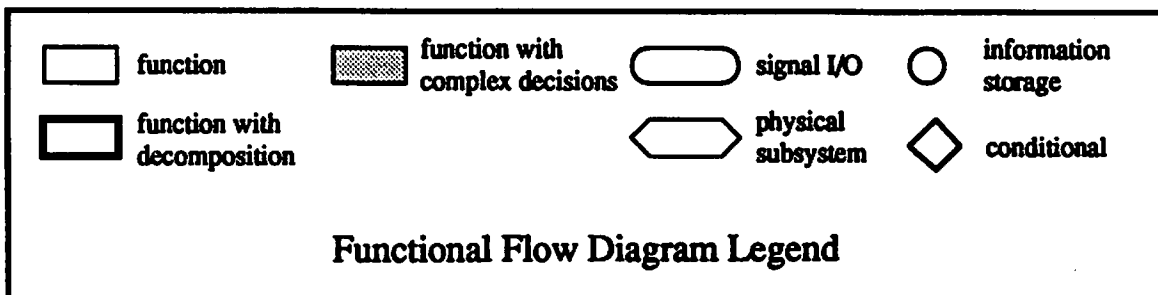 function
function with
complex decisions
signal I/O
information
storage
function with
decomposition
physical
subsystem
conditional
Functional Flow Diagram Legend